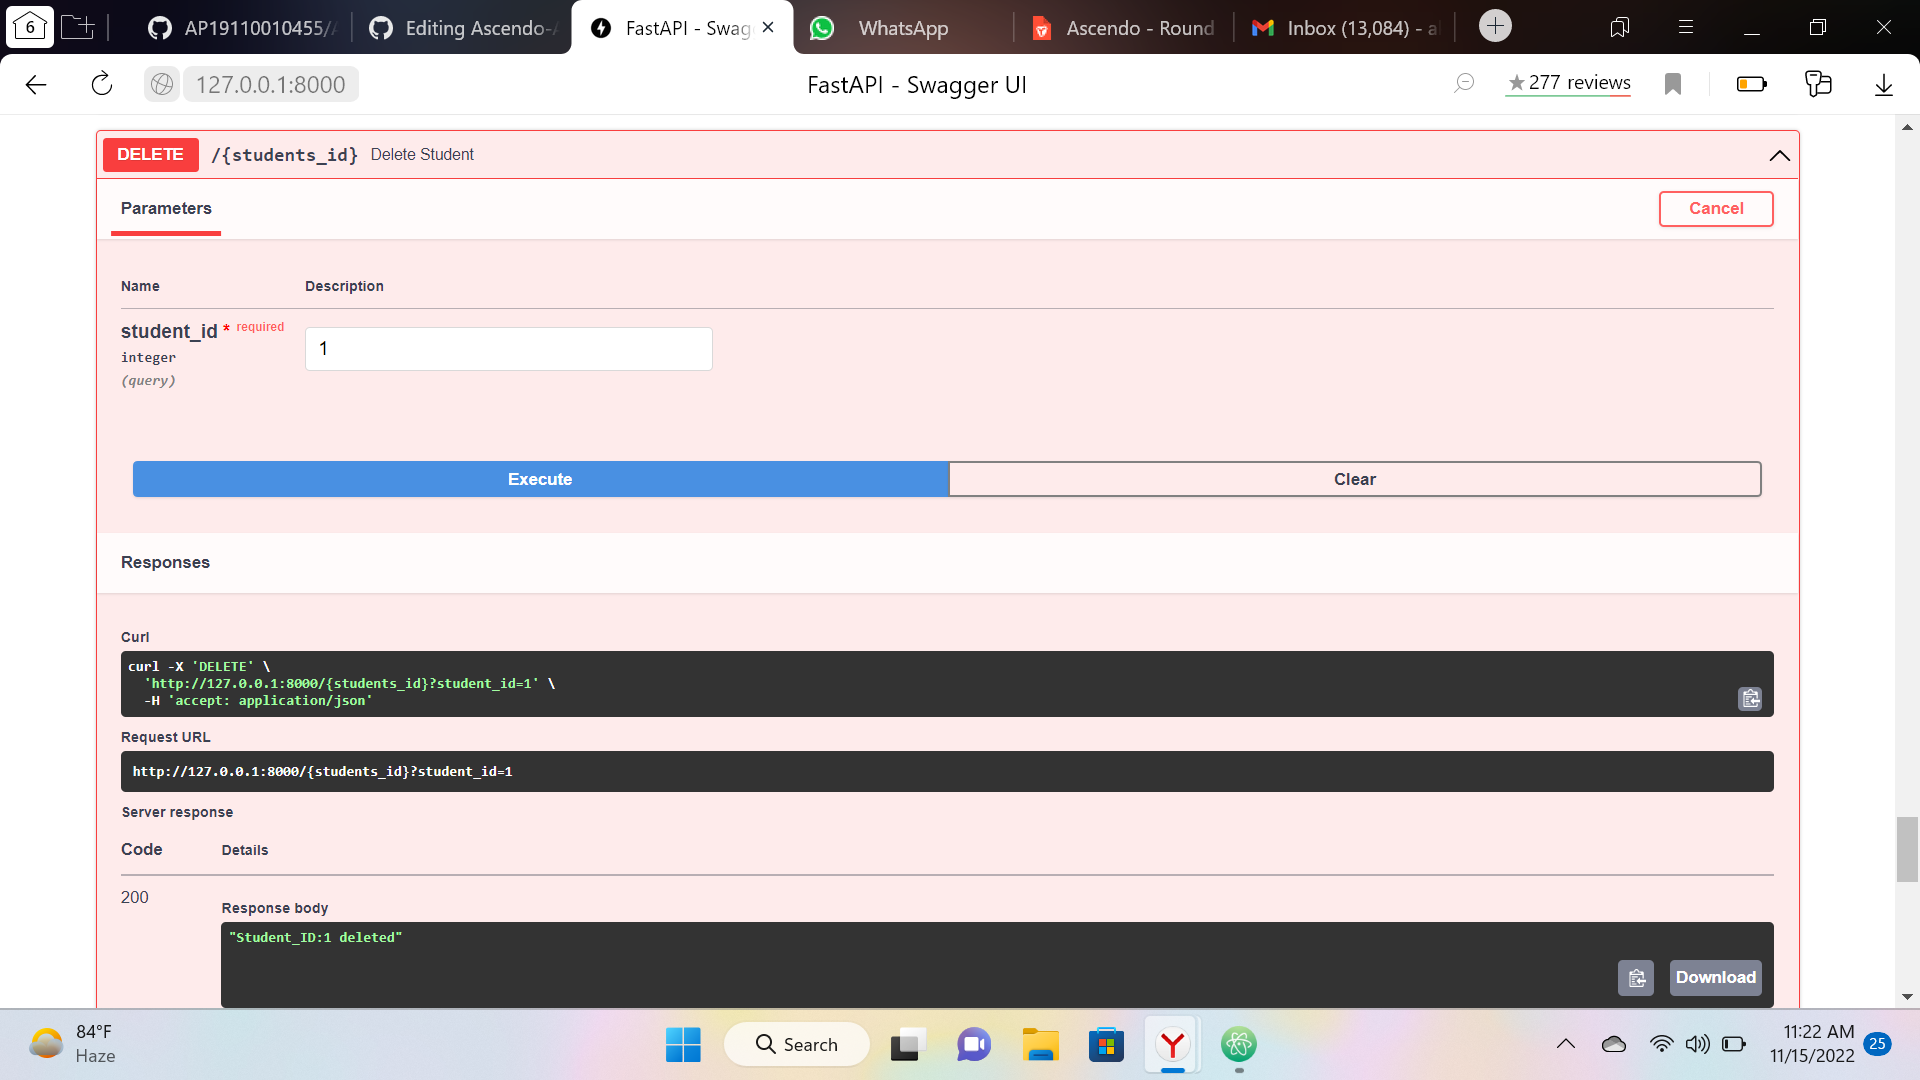 6
AP19110010455/
Editing Ascendo-
FastAPI - Swag
WhatsApp
Ascendo - Round
Inbox (13,084) - a
127.0.0.1:8000
FastAPI - Swagger UI
★ 277 reviews
DELETE /{students_id} Delete Student
Parameters
Cancel
Name Description
student_id * required
integer
(query)
1
Execute
Clear
Responses
Curl
curl -X 'DELETE' \
'http://127.0.0.1:8000/{students_id}?student_id=1' \
-H 'accept: application/json'
Request URL
http://127.0.0.1:8000/{students_id}?student_id=1
Server response
Code Details
200
Response body
"Student_ID:1 deleted"
Download
84°F
Haze
Search
11:22 AM
11/15/2022
25